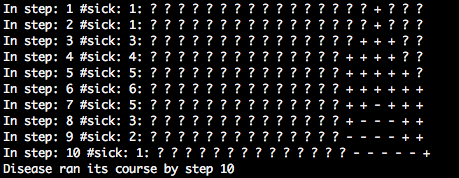 In step: 1 #sick: 1: ? ? ? ? ? ? ? ? ? ? ? ? ? ? ? ? + ? ? ?
In step: 2 #sick: 1: ? ? ? ? ? ? ? ? ? ? ? ? ? ? ? ? + ? ? ?
In step: 3 #sick: 3: ? ? ? ? ? ? ? ? ? ? ? ? ? ? ? + + + ? ?
In step: 4 #sick: 4: ? ? ? ? ? ? ? ? ? ? ? ? ? ? + + + + ? ?
In step: 5 #sick: 5: ? ? ? ? ? ? ? ? ? ? ? ? ? ? + + + + + ?
In step: 6 #sick: 6: ? ? ? ? ? ? ? ? ? ? ? ? ? ? + + + + + +
In step: 7 #sick: 5: ? ? ? ? ? ? ? ? ? ? ? ? ? ? + + - + + +
In step: 8 #sick: 3: ? ? ? ? ? ? ? ? ? ? ? ? ? ? + - - - + +
In step: 9 #sick: 2: ? ? ? ? ? ? ? ? ? ? ? ? ? ? - - - - + +
In step: 10 #sick: 1: ? ? ? ? ? ? ? ? ? ? ? ? ? ? - - - - - +
Disease ran its course by step 10